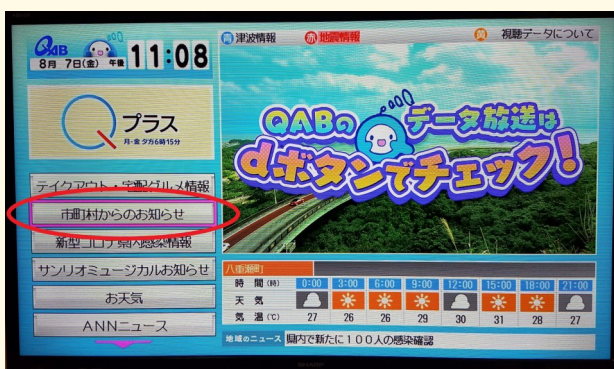 QAB
8月 7日(金) 午後 11:08
青 津波情報
赤 地震情報
黄 視聴データについて
Qプラス
月-金 夕方6時15分
QABの データ放送は
dボタンでチェック!
テイクアウト・宅配グルメ情報
市町村からのお知らせ
新型コロナ県内感染情報
サンリオミュージカルお知らせ
お天気
ANNニュース
八重瀬町
時 間(時) 0:00 3:00 6:00 9:00 12:00 15:00 18:00 21:00
天 気
気 温(℃) 27 26 26 29 30 31 28 27
地域のニュース 県内で新たに100人の感染確認